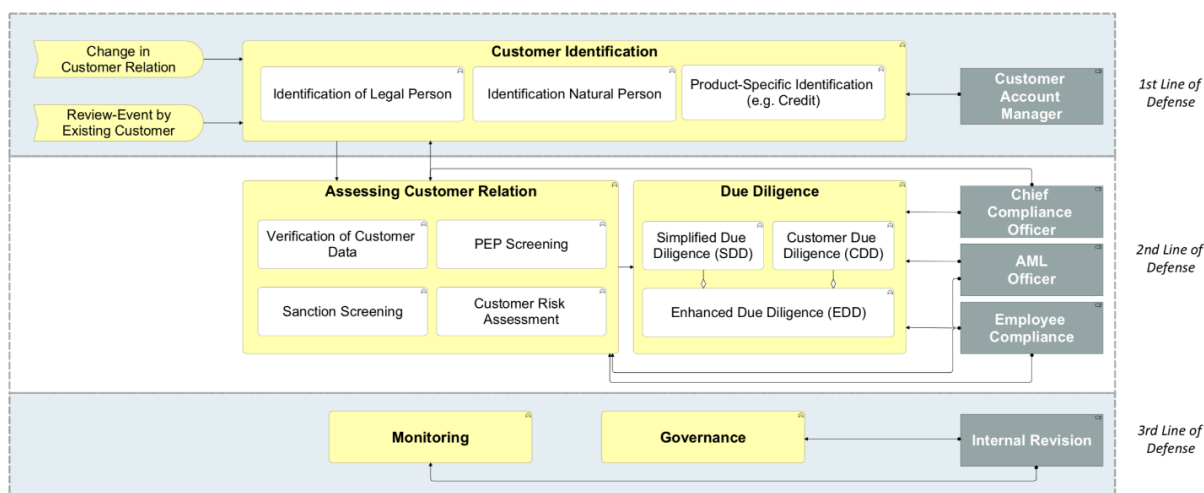 Customer Identification
Change in
Customer Relation
Identification of Legal Person
Identification Natural Person
Product-Specific Identification
(e.g. Credit)
Review-Event by
Existing Customer
Customer
Account
Manager
1st Line of
Defense
Assessing Customer Relation
Verification of Customer
Data
PEP Screening
Sanction Screening
Customer Risk
Assessment
Due Diligence
Simplified Due
Diligence (SDD)
Customer Due
Diligence (CDD)
Enhanced Due Diligence (EDD)
Chief
Compliance
Officer
AML
Officer
Employee
Compliance
2nd Line of
Defense
Monitoring
Governance
Internal Revision
3rd Line of
Defense